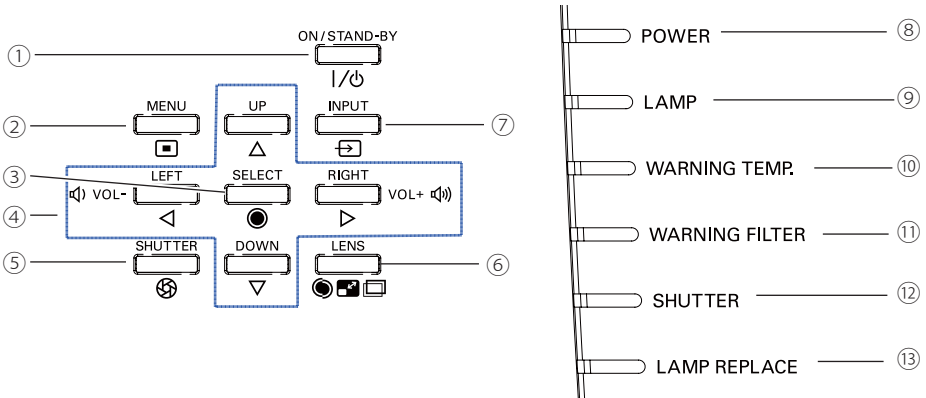 ON/STAND-BY
①
I/⏻
MENU UP INPUT
② ⑦
③ LEFT SELECT RIGHT
VOL- VOL+
④
SHUTTER DOWN LENS
⑤ ⑥
POWER ⑧
LAMP ⑨
WARNING TEMP. ⑩
WARNING FILTER ⑪
SHUTTER ⑫
LAMP REPLACE ⑬